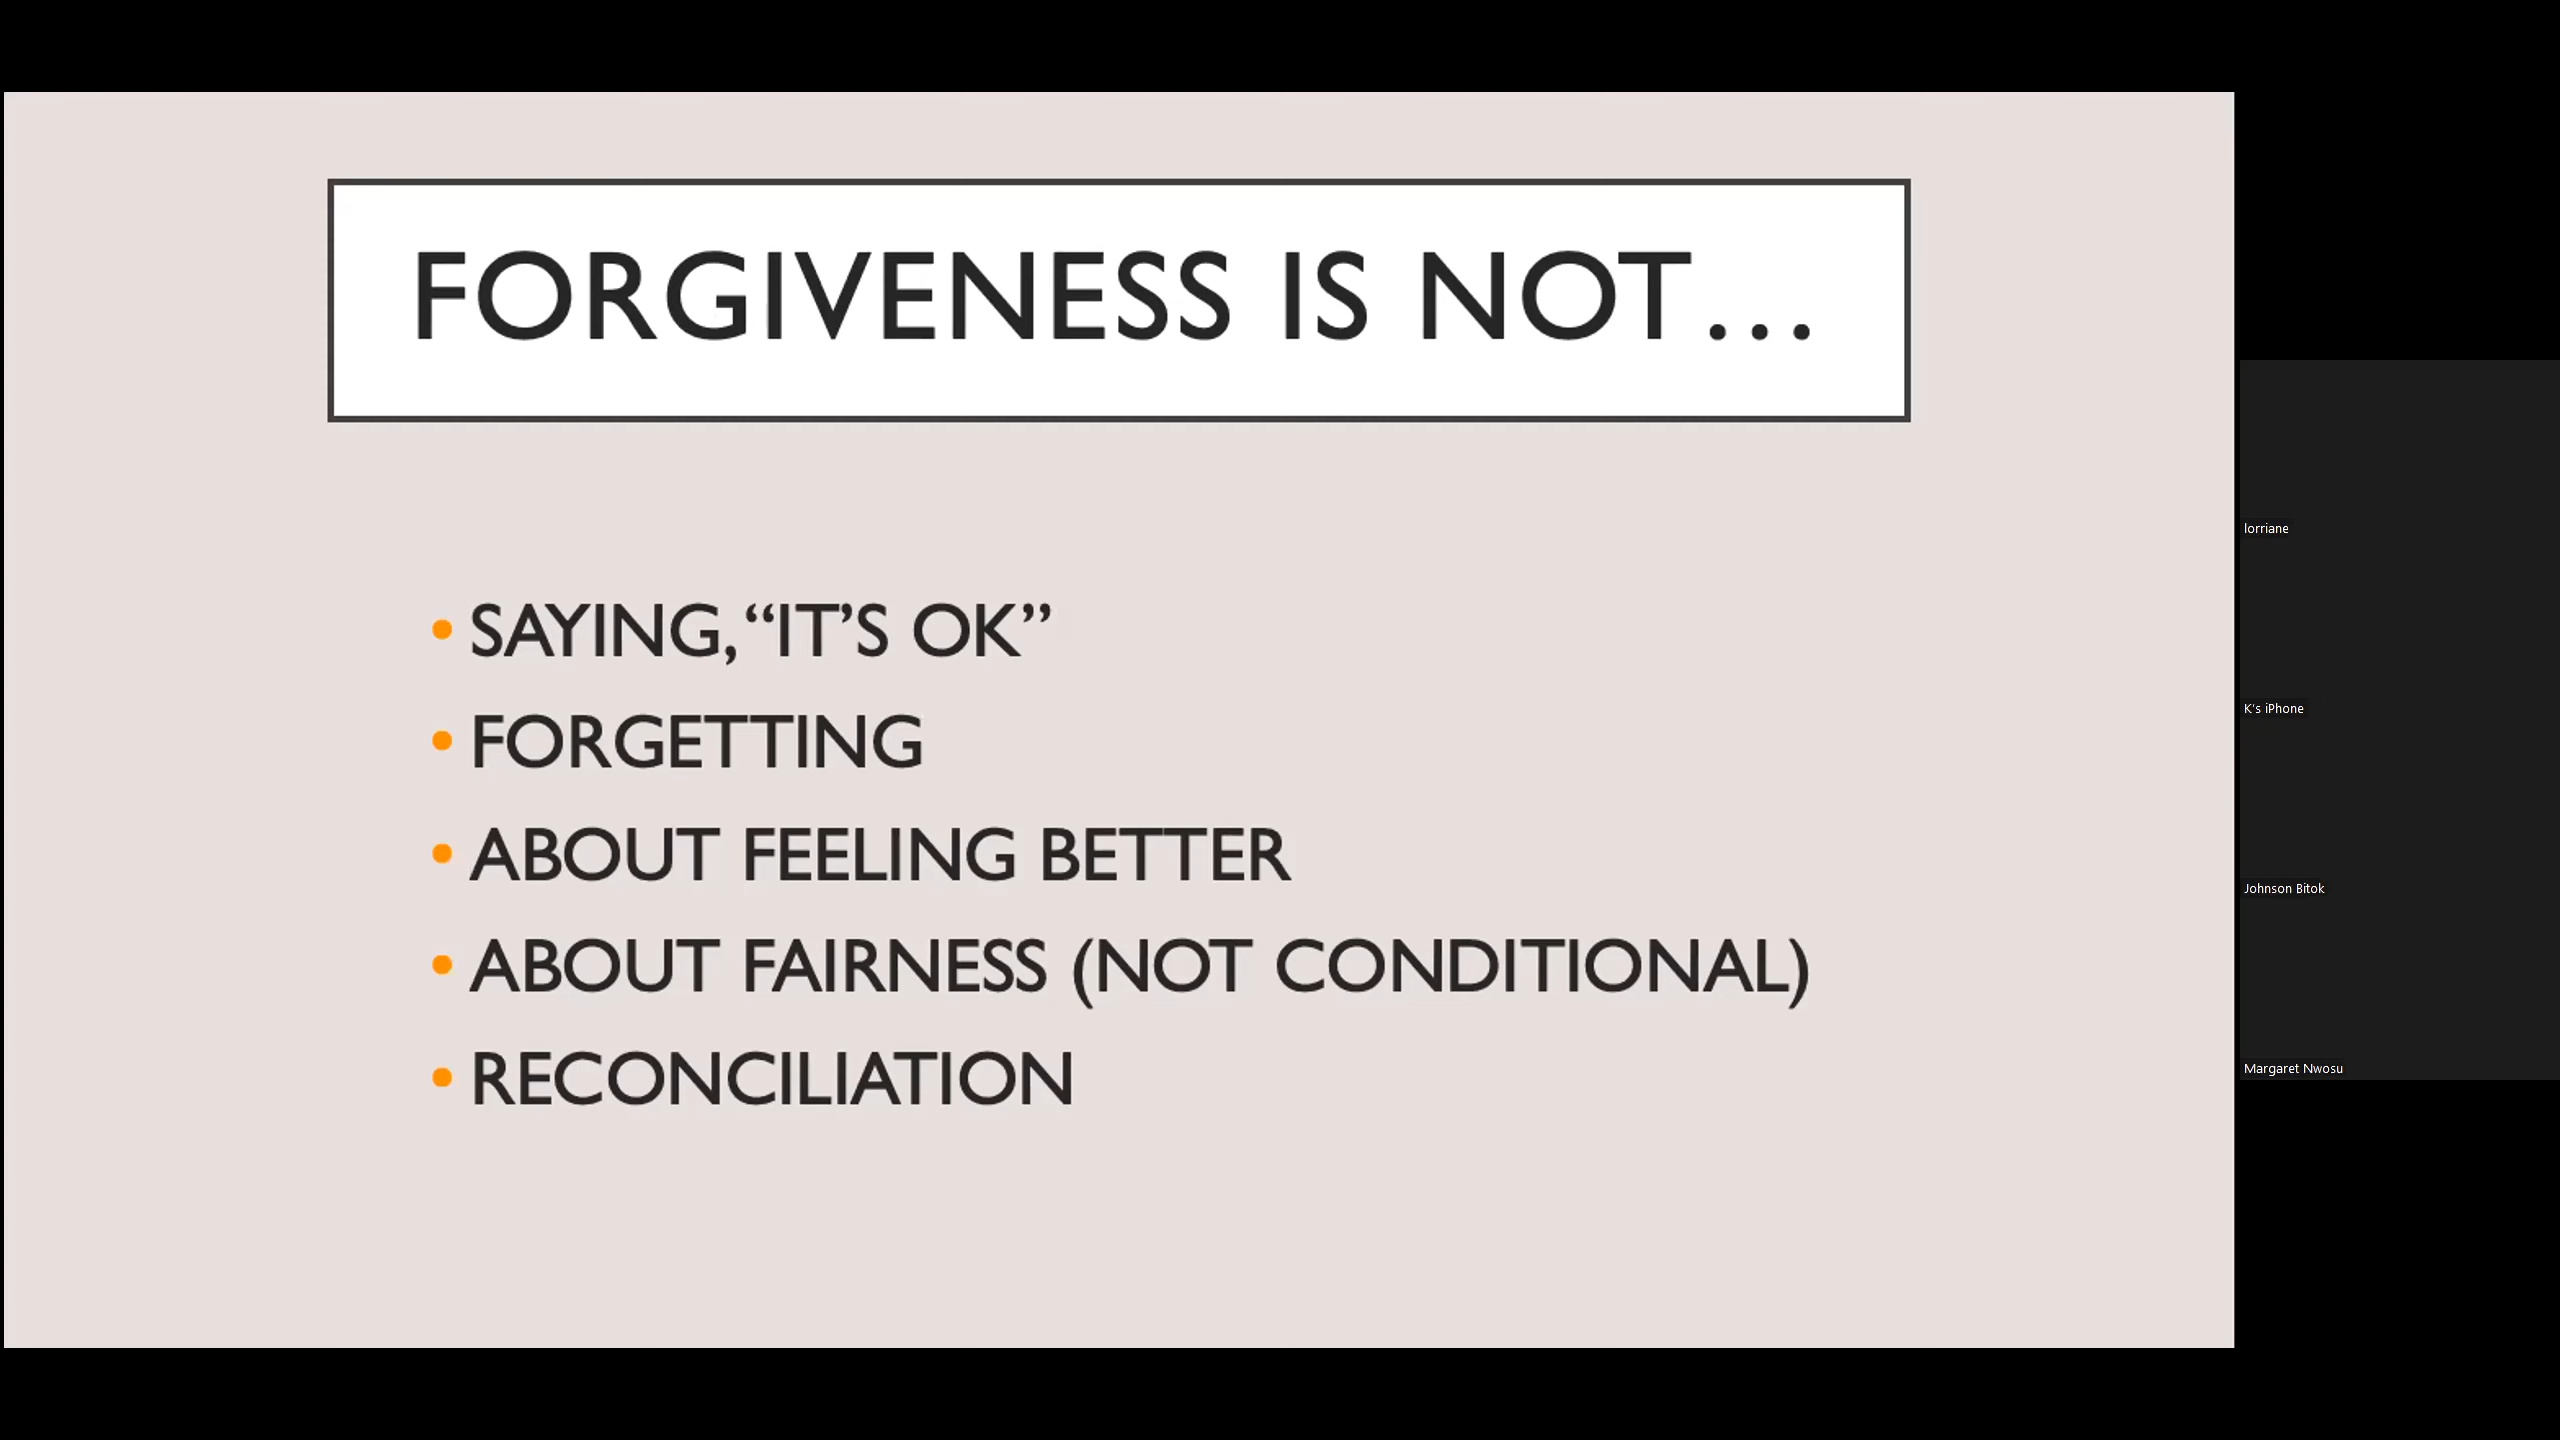 FORGIVENESS IS NOT...
• SAYING, “IT’S OK”
• FORGETTING
• ABOUT FEELING BETTER
• ABOUT FAIRNESS (NOT CONDITIONAL)
• RECONCILIATION
lorriane
K's iPhone
Johnson Bitok
Margaret Nwosu